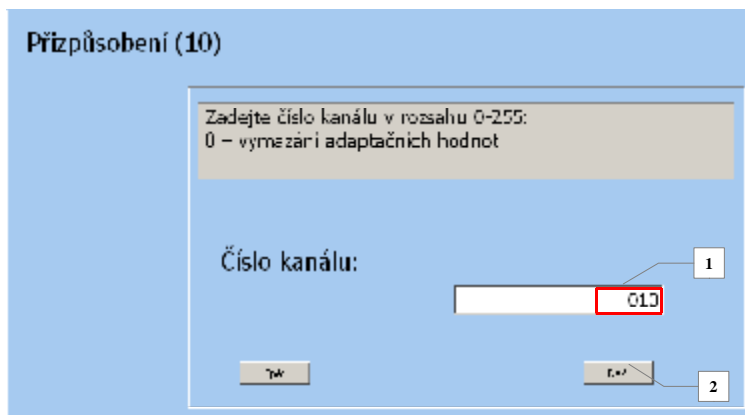 Přizpůsobení (10)
Zadejte číslo kanálu v rozsahu 0-255:
0 – vymazání adaptačních hodnot
Číslo kanálu:
1
010
2